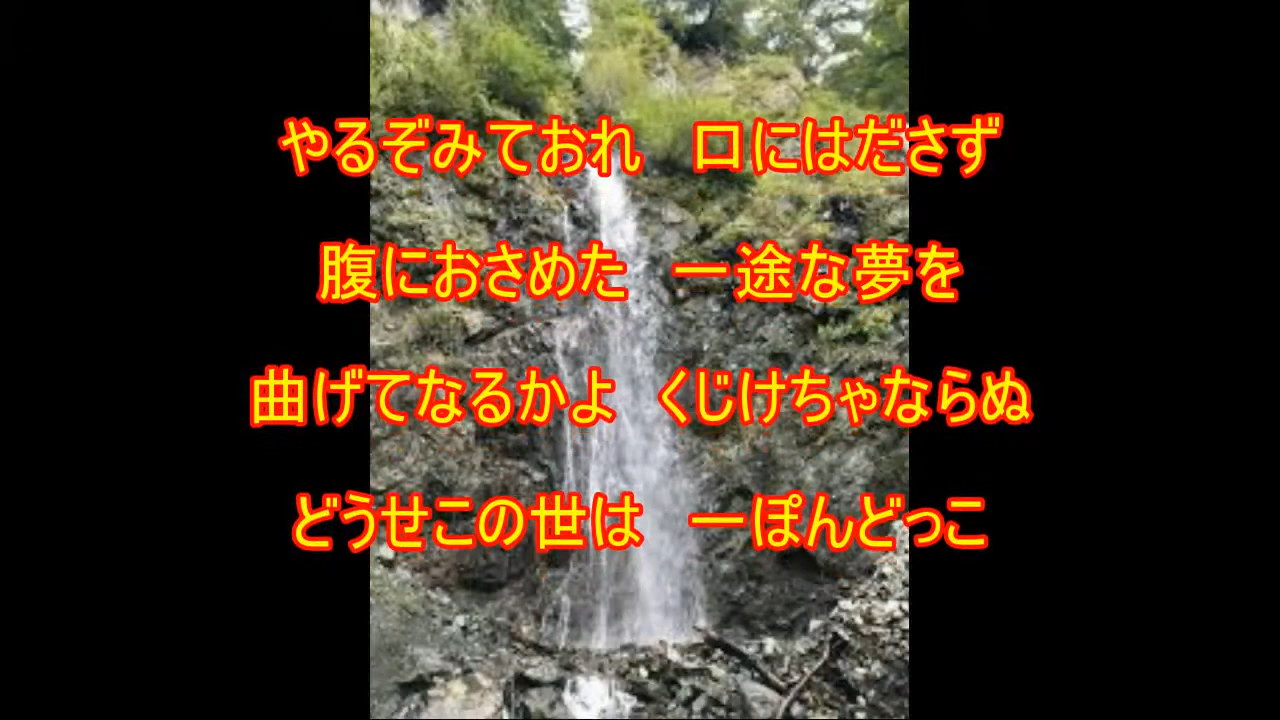 やるぞみておれ　口にはださず
腹におさめた　一途な夢を
曲げてなるかよ　くじけちゃならぬ
どうせこの世は　一ぽんどっこ